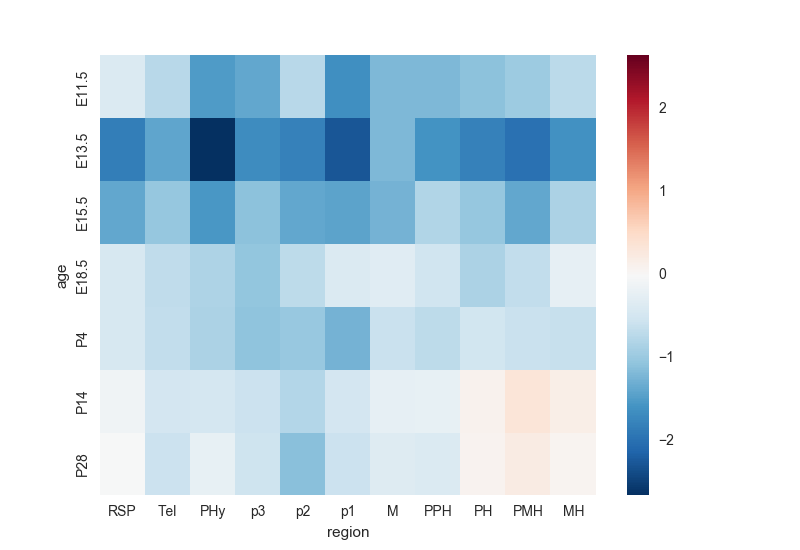 age
E11.5
E13.5
E15.5
E18.5
P4
P14
P28
RSP Tel PHy p3 p2 p1 M PPH PH PMH MH
region
2
1
0
−1
−2